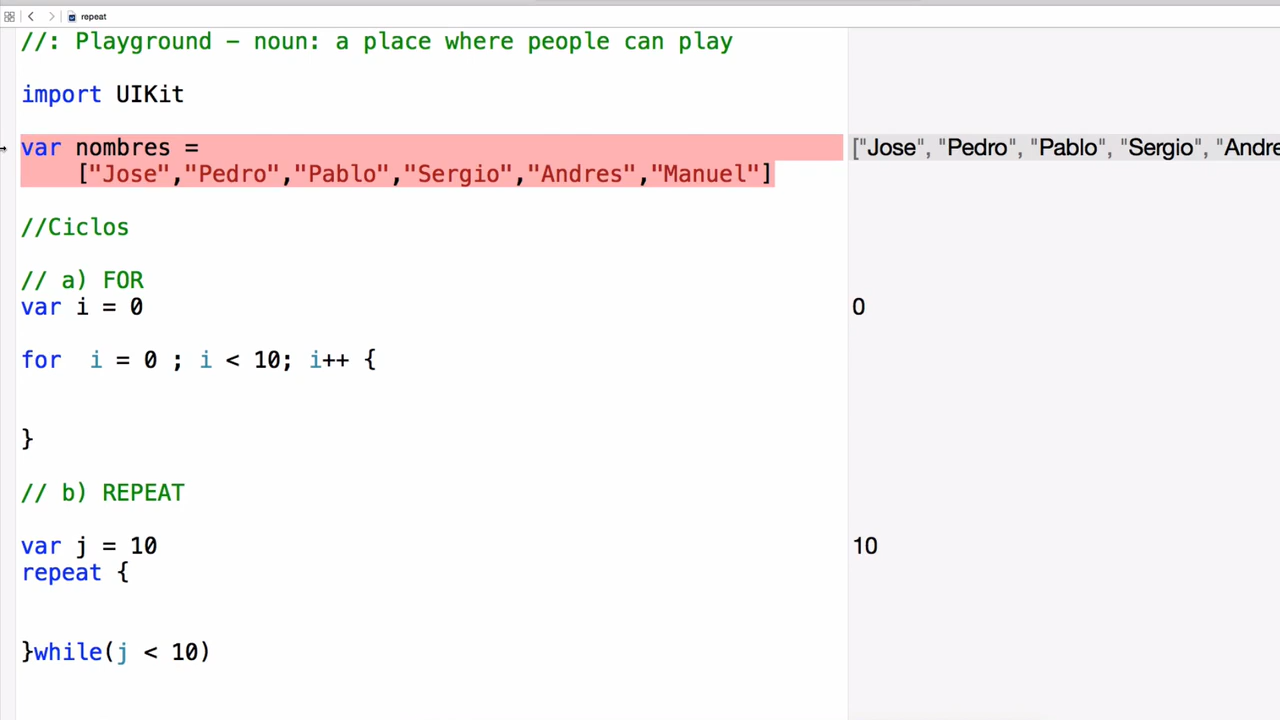 repeat
//: Playground – noun: a place where people can play
import UIKit
var nombres =
["Jose","Pedro","Pablo","Sergio","Andres","Manuel"]
["Jose", "Pedro", "Pablo", "Sergio", "Andre
//Ciclos
// a) FOR
var i = 0
0
for  i = 0 ; i < 10; i++ {
}
// b) REPEAT
var j = 10
10
repeat {
}while(j < 10)